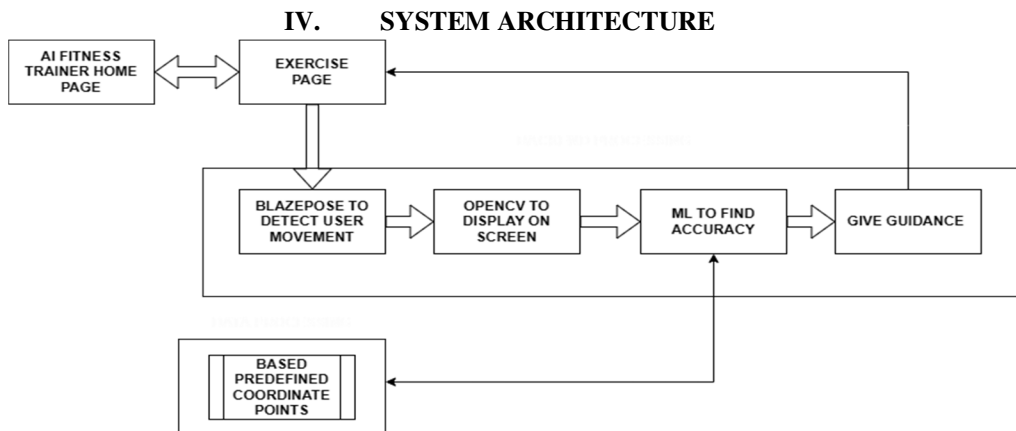 IV. SYSTEM ARCHITECTURE
AI FITNESS
TRAINER HOME
PAGE
EXERCISE
PAGE
BLAZEPOSE TO
DETECT USER
MOVEMENT
OPENCV TO
DISPLAY ON
SCREEN
ML TO FIND
ACCURACY
GIVE GUIDANCE
BASED
PREDEFINED
COORDINATE
POINTS